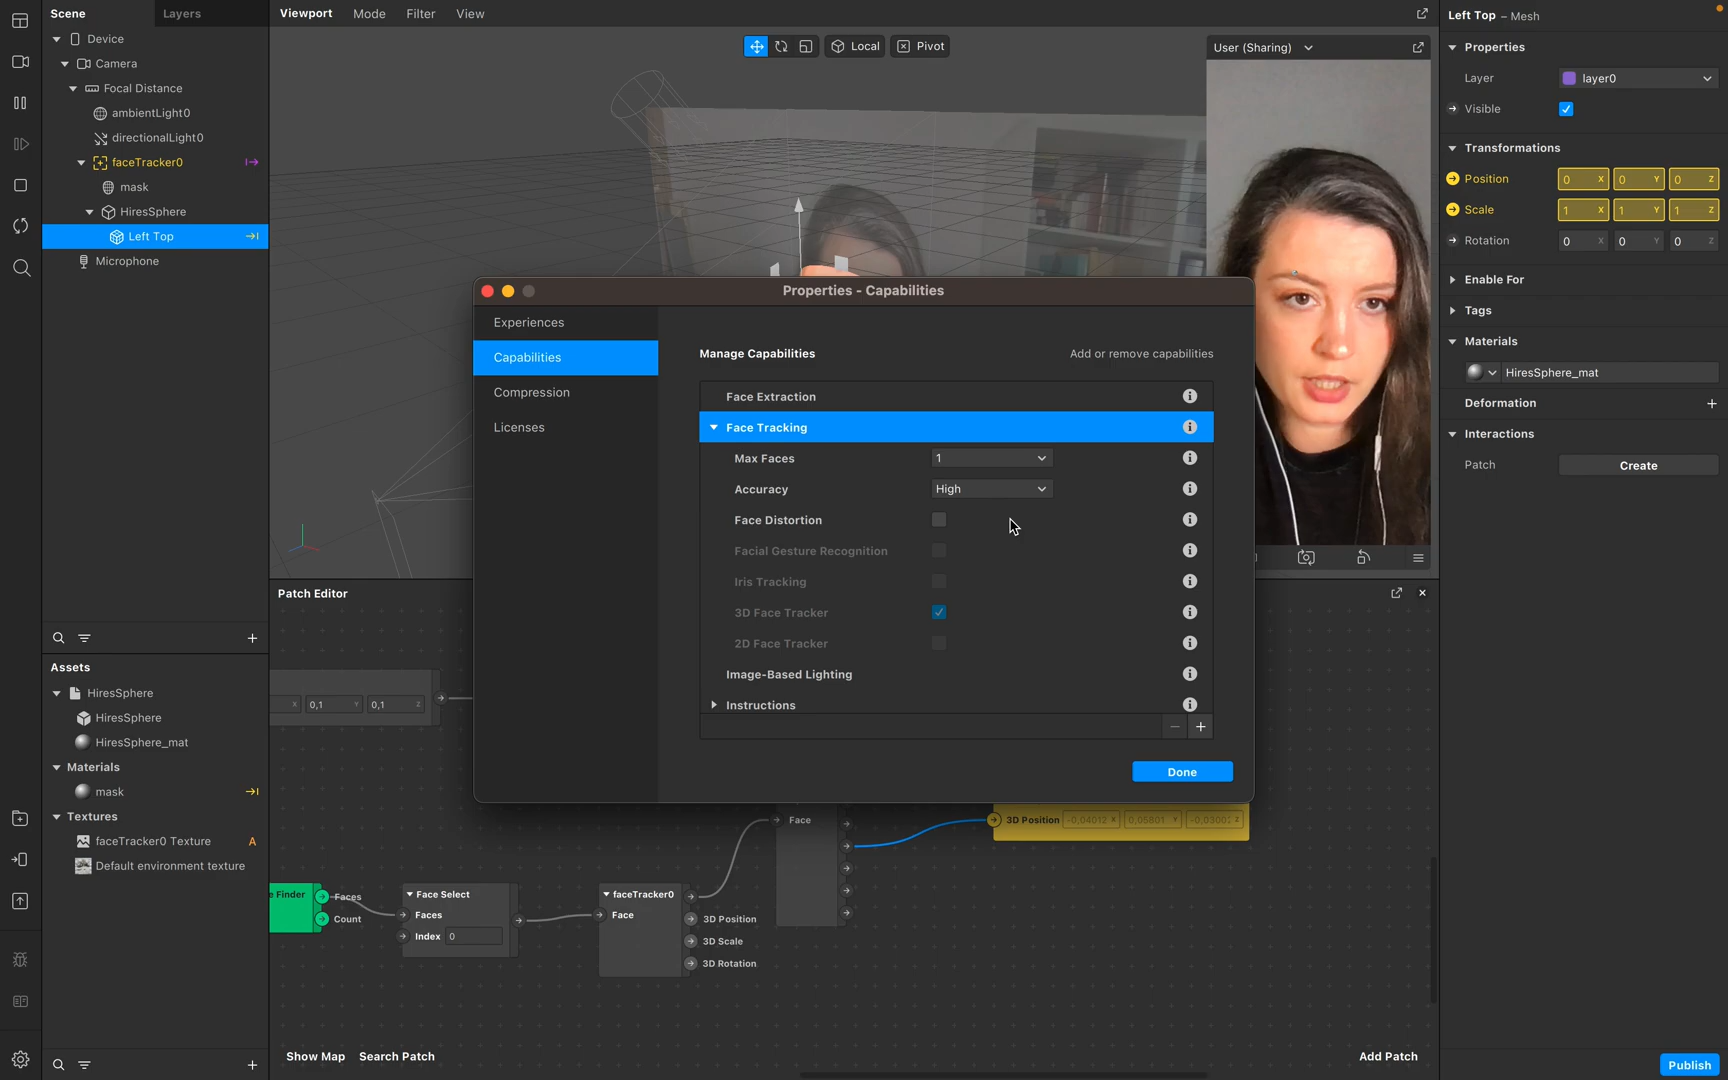 Scene
Layers
Device
Camera
Focal Distance
ambientLight0
directionalLight0
faceTracker0
mask
HiresSphere
Left Top
Microphone
Assets
HiresSphere
HiresSphere
HiresSphere_mat
Materials
mask
Textures
faceTracker0 Texture A
Default environment texture
Viewport Mode Filter View
Local
Pivot
User (Sharing)
Properties - Capabilities
Experiences
Capabilities
Compression
Licenses
Manage Capabilities
Add or remove capabilities
Face Extraction
Face Tracking
Max Faces 1
Accuracy High
Face Distortion
Facial Gesture Recognition
Iris Tracking
3D Face Tracker
2D Face Tracker
Image-Based Lighting
Instructions
Done
Patch Editor
X 0,1 Y 0,1 Z
Face
3D Position -0,04012 X 0,05801 Y Z
e Finder
Faces
Count
Face Select
Faces
Index 0
faceTracker0
Face
3D Position
3D Scale
3D Rotation
Show Map Search Patch
Add Patch
Left Top – Mesh
Properties
Layer layer0
Visible
Transformations
Position 0 X 0 Y 0 Z
Scale 1 X 1 Y 1 Z
Rotation 0 X 0 Y 0 Z
Enable For
Tags
Materials
HiresSphere_mat
Deformation
Interactions
Patch Create
Publish